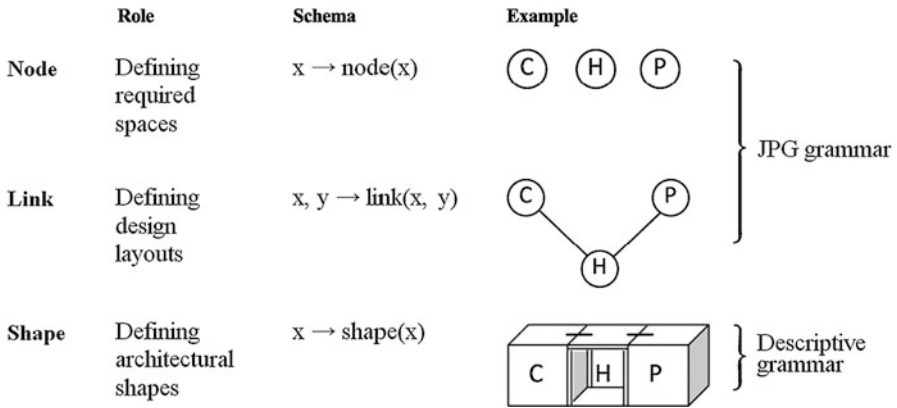 Role Schema Example
Node Defining x → node(x) C H P
required
spaces
JPG grammar
Link Defining x, y → link(x, y) C P
design
layouts
H
Shape Defining x → shape(x) Descriptive
architectural grammar
shapes C H P